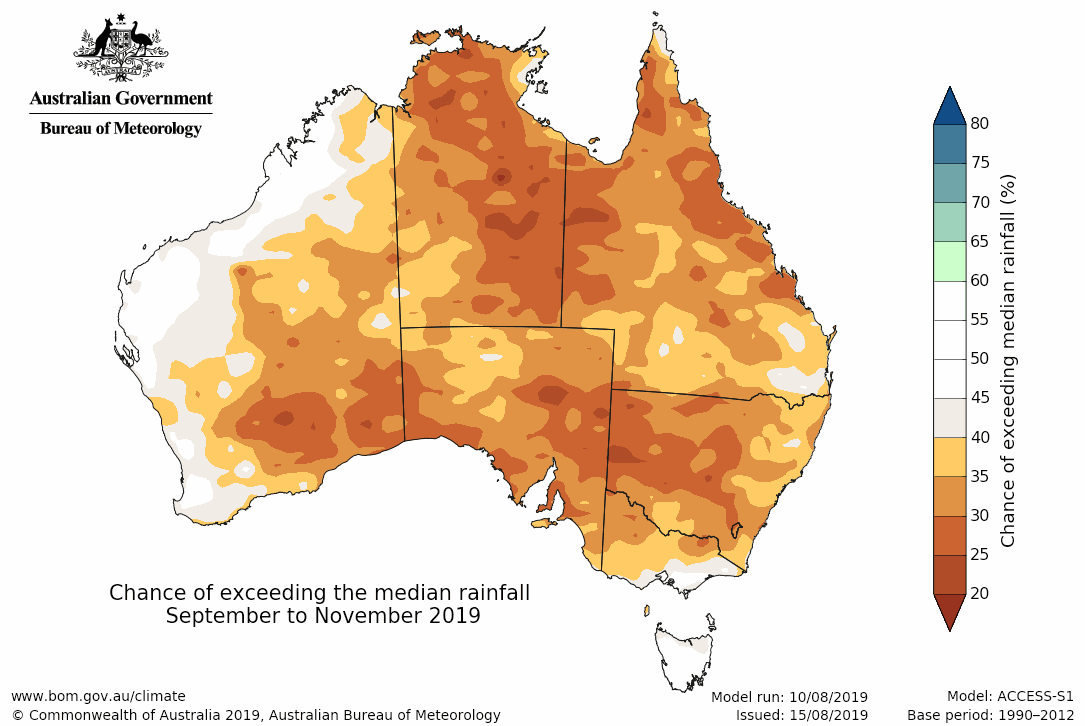 Australian Government
Bureau of Meteorology
80
75
70
65
60
55
50
45
40
35
30
25
20
Chance of exceeding median rainfall (%)
Chance of exceeding the median rainfall
September to November 2019
www.bom.gov.au/climate
© Commonwealth of Australia 2019, Australian Bureau of Meteorology
Model run: 10/08/2019
Issued: 15/08/2019
Model: ACCESS-S1
Base period: 1990–2012